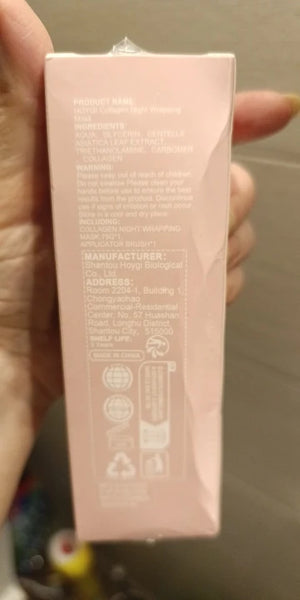 PRODUCT NAME
Collagen Night Wrapping
Mask
INGREDIENTS
AQUA, GLYCERIN, CENTELLE
ASIATICA LEAF EXTRACT,
TRIETHANOLAMINE, CARBOMER
, COLLAGEN
WARNING:
Please keep out of reach of children.
Do not swallow. Please clean your
hands before use to ensure the best
results from the product. Discontinue
use if signs of irritation or rash occur.
Store in a cool and dry place.
INCLUDING:
COLLAGEN NIGHT WRAPPING
MASK 75G*1,
APPLICATOR BRUSH*1
MANUFACTURER:
Shantou Hoygi Biological
Co., Ltd.
ADDRESS:
Room 2204-1, Building 1,
Chongyaohao
Commercial-Residential
Center, No. 57 Huashan
Road, Longhu District,
Shantou City, 515000
SHELF LIFE:
3 Years
MADE IN CHINA